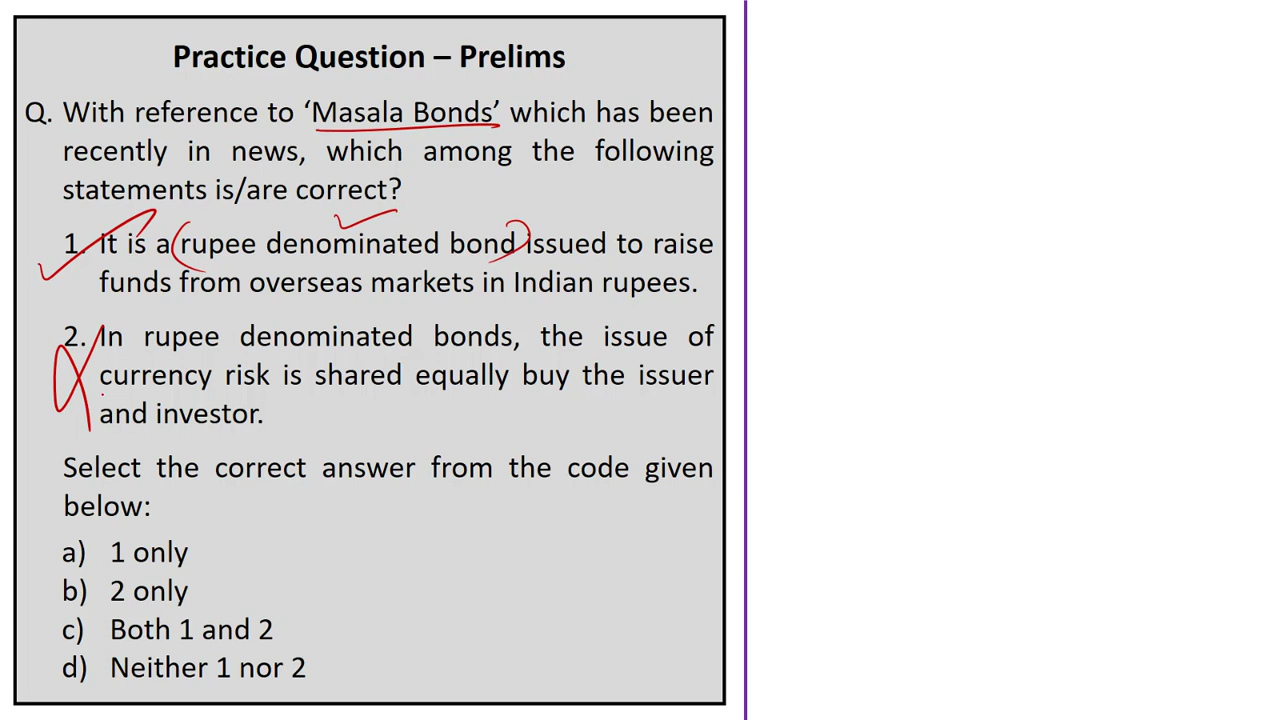 Practice Question – Prelims
Q. With reference to ‘Masala Bonds’ which has been
recently in news, which among the following
statements is/are correct?
1. It is a rupee denominated bond issued to raise
funds from overseas markets in Indian rupees.
2. In rupee denominated bonds, the issue of
currency risk is shared equally buy the issuer
and investor.
Select the correct answer from the code given
below:
a) 1 only
b) 2 only
c) Both 1 and 2
d) Neither 1 nor 2